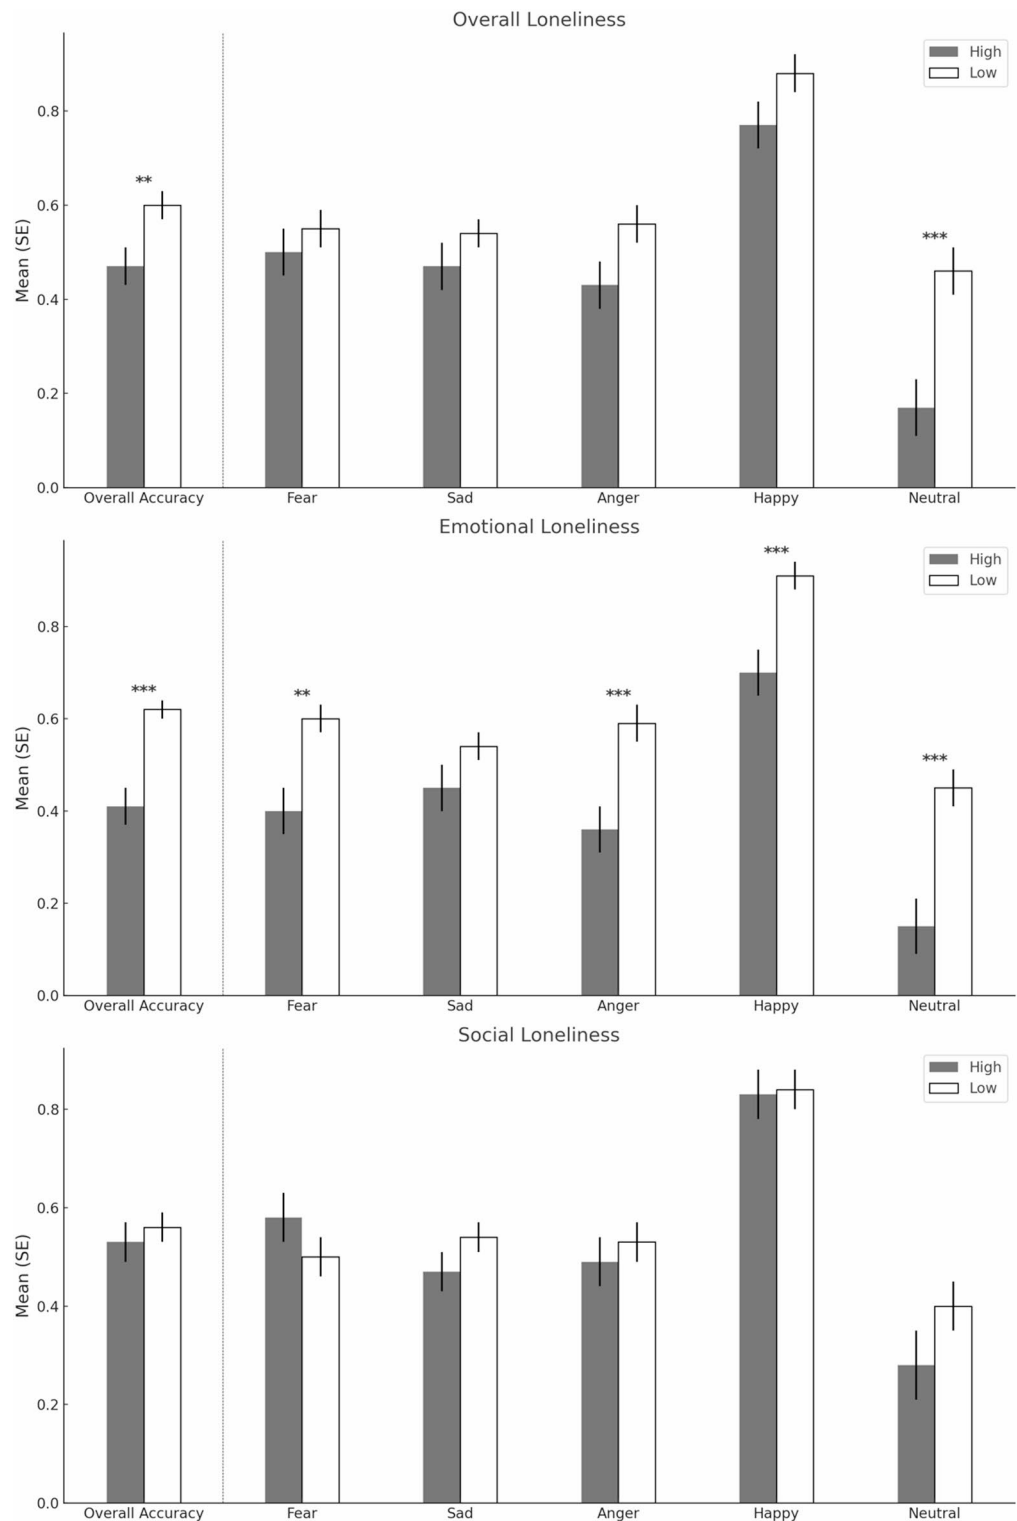 Overall Loneliness
High
Low
Mean (SE)
0.8
0.6
0.4
0.2
0.0
**
***
Overall Accuracy Fear Sad Anger Happy Neutral
Emotional Loneliness
High
Low
Mean (SE)
0.8
0.6
0.4
0.2
0.0
***
**
***
***
***
Overall Accuracy Fear Sad Anger Happy Neutral
Social Loneliness
High
Low
Mean (SE)
0.8
0.6
0.4
0.2
0.0
Overall Accuracy Fear Sad Anger Happy Neutral